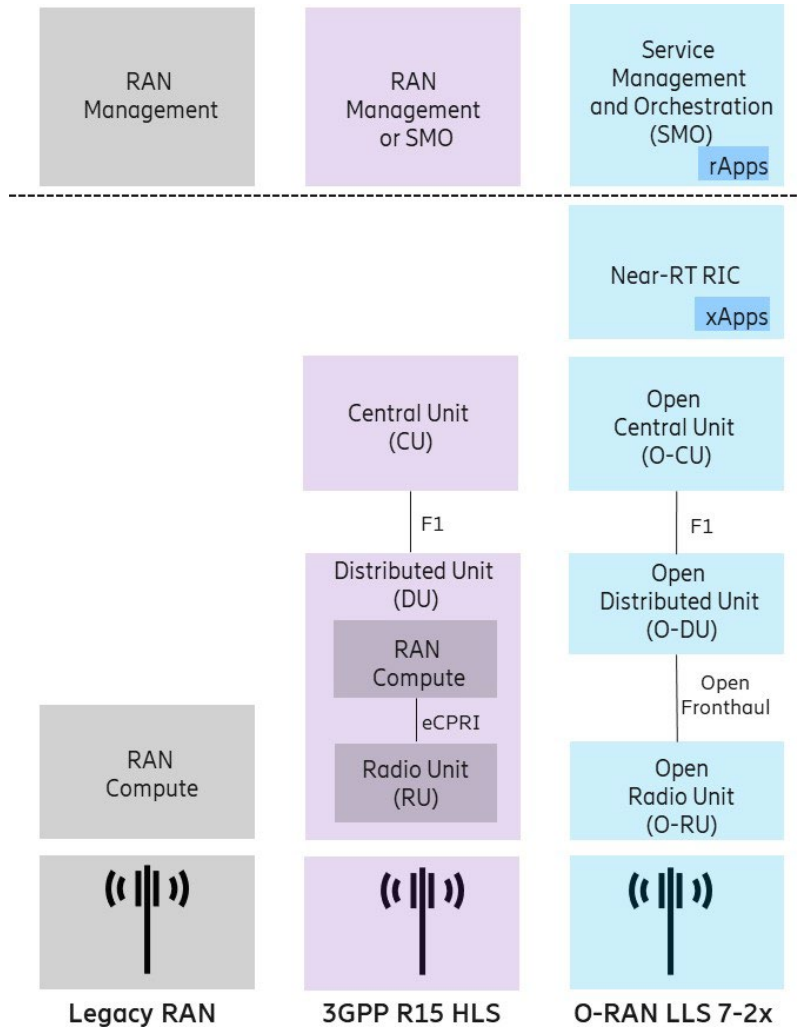 RAN
Management
RAN
Management
or SMO
Service
Management
and Orchestration
(SMO)
rApps
Near-RT RIC
xApps
Central Unit
(CU)
Open
Central Unit
(O-CU)
F1
F1
Distributed Unit
(DU)
RAN
Compute
eCPRI
Radio Unit
(RU)
Open
Distributed Unit
(O-DU)
Open
Fronthaul
RAN
Compute
Open
Radio Unit
(O-RU)
Legacy RAN
3GPP R15 HLS
O-RAN LLS 7-2x